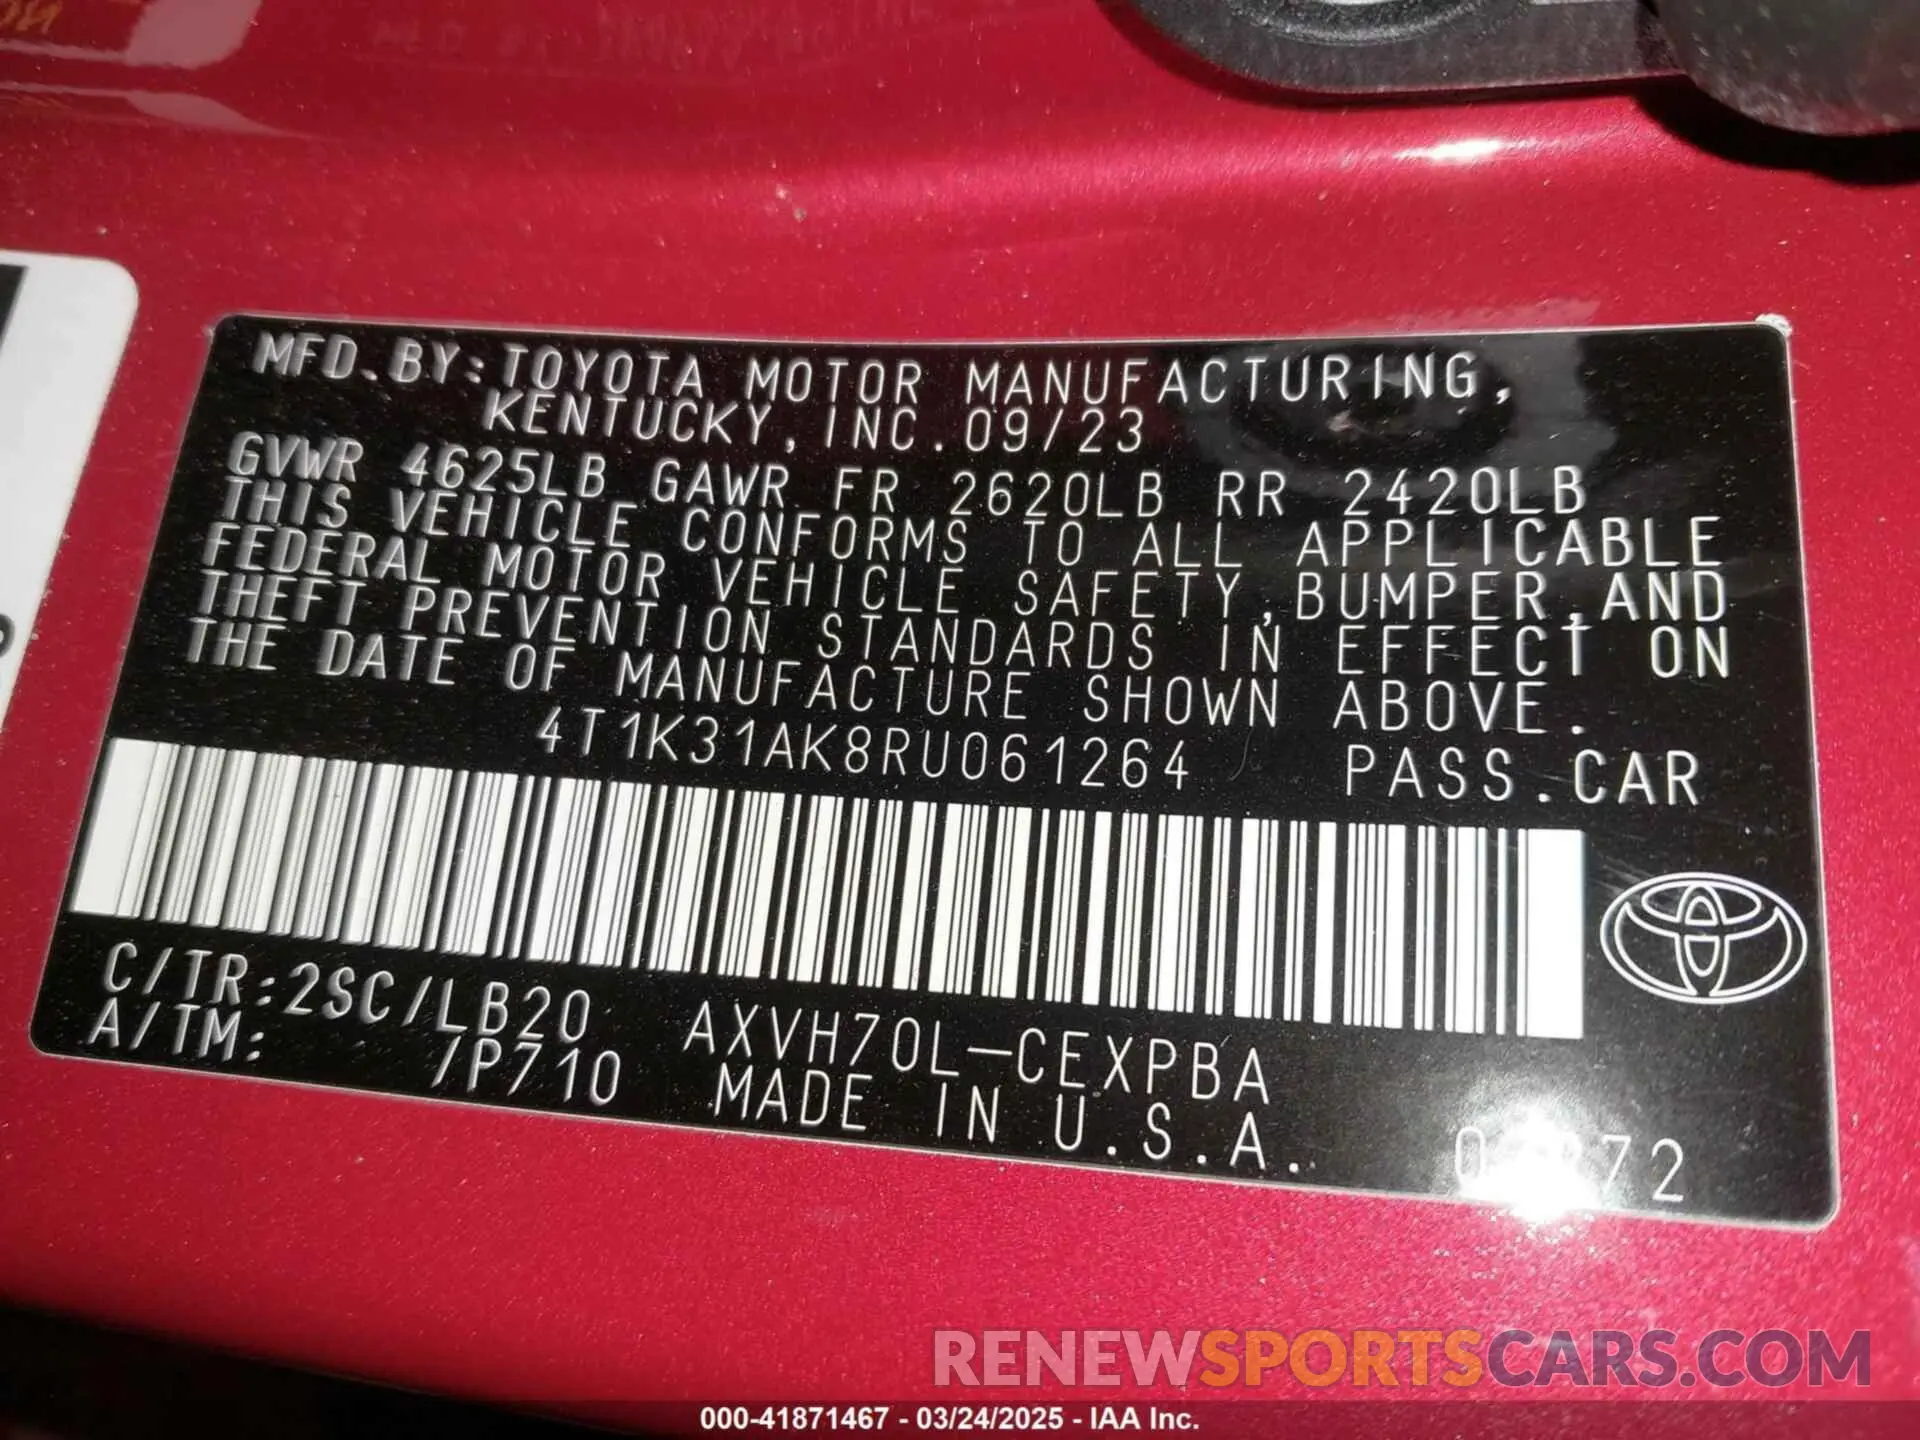 MFD.BY:TOYOTA MOTOR MANUFACTURING,
KENTUCKY, INC. 09/23
GVWR 4625LB GAWR FR 2620LB RR 2420LB
THIS VEHICLE CONFORMS TO ALL APPLICABLE
FEDERAL MOTOR VEHICLE SAFETY,BUMPER,AND
THEFT PREVENTION STANDARDS IN EFFECT ON
THE DATE OF MANUFACTURE SHOWN ABOVE.
4T1K31AK8RU061264 PASS.CAR
C/TR:2SC/LB20 AXVH70L-CEXPBA
A/TM: /P710 MADE IN U.S.A.
RENEWSPORTSCARS.COM
000-41871467 - 03/24/2025 - IAA Inc.